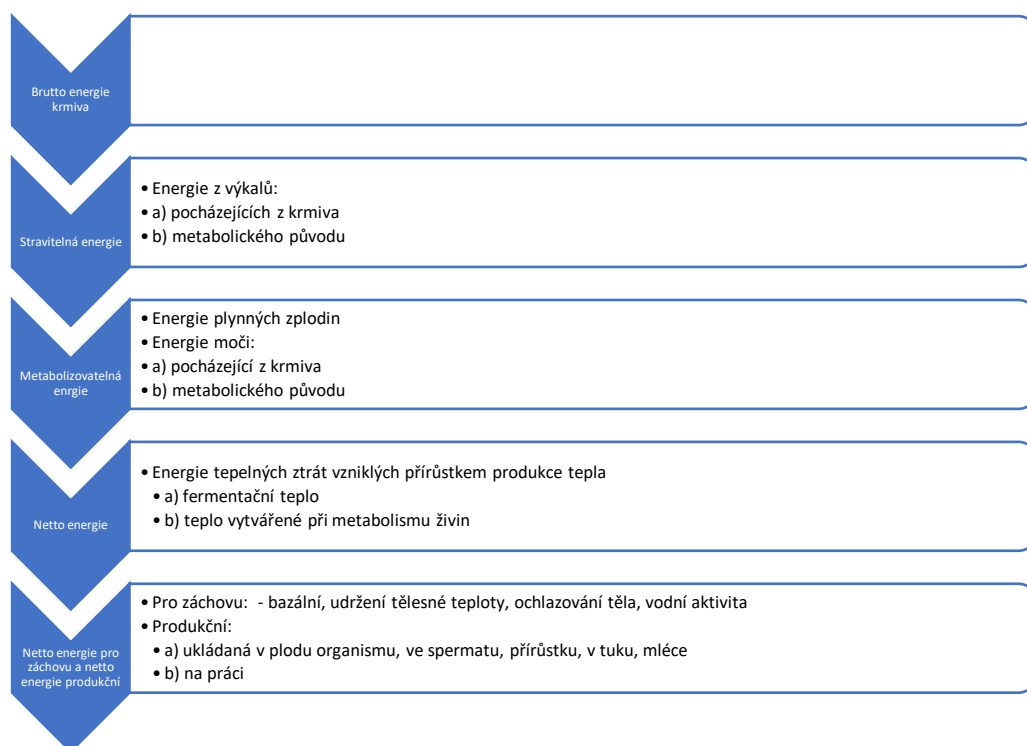 Brutto energie
krmiva
Stravitelná energie
• Energie z výkalů:
• a) pocházejících z krmiva
• b) metabolického původu
Metabolizovatelná
enrgie
• Energie plynných zplodin
• Energie moči:
• a) pocházející z krmiva
• b) metabolického původu
Netto energie
• Energie tepelných ztrát vzniklých přírůstkem produkce tepla
• a) fermentační teplo
• b) teplo vytvářené při metabolismu živin
Netto energie pro
záchovu a netto
energie produkční
• Pro záchovu: - bazální, udržení tělesné teploty, ochlazování těla, vodní aktivita
• Produkční:
• a) ukládaná v plodu organismu, ve spermatu, přírůstku, v tuku, mléce
• b) na práci